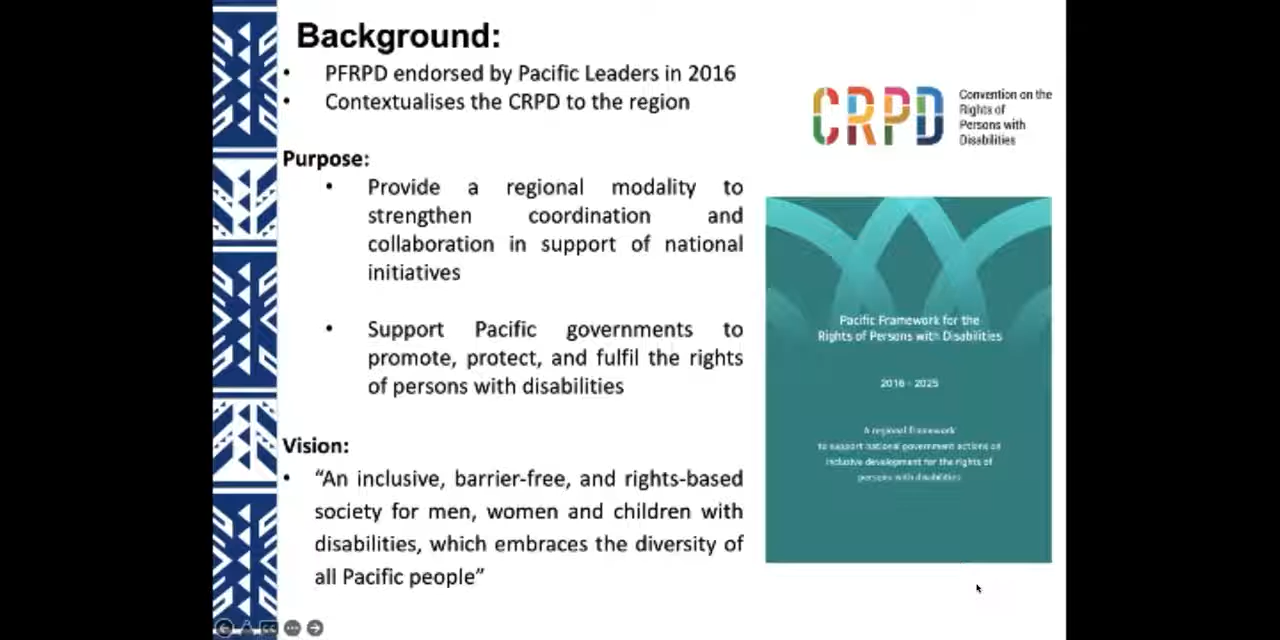 Background:
• PFRPD endorsed by Pacific Leaders in 2016
• Contextualises the CRPD to the region
Purpose:
• Provide a regional modality to
strengthen coordination and
collaboration in support of national
initiatives
• Support Pacific governments to
promote, protect, and fulfil the rights
of persons with disabilities
Vision:
• “An inclusive, barrier-free, and rights-based
society for men, women and children with
disabilities, which embraces the diversity of
all Pacific people”
CRPD
Convention on the
Rights of
Persons with
Disabilities
Pacific Framework for the
Rights of Persons with Disabilities
2016 - 2025
A regional framework
to support national government actions on
inclusive development for the rights of
persons with disabilities